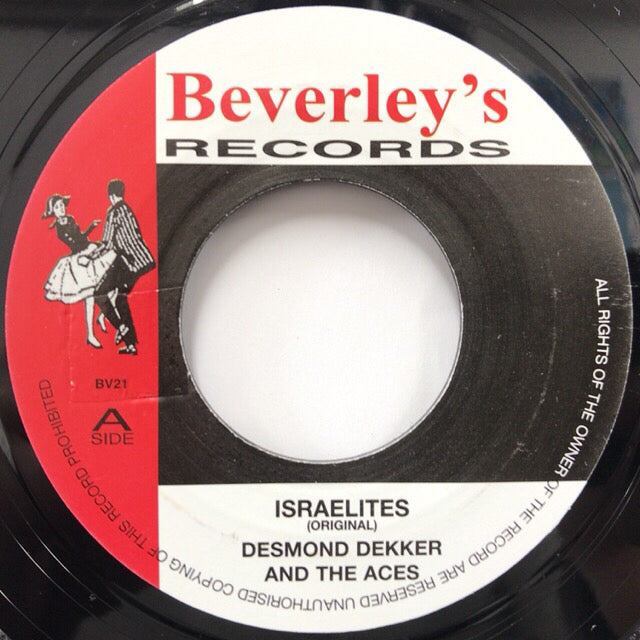 Beverley's
RECORDS
BV21
A
SIDE
ISRAELITES
(ORIGINAL)
DESMOND DEKKER
AND THE ACES
ALL RIGHTS OF THE OWNER OF THE RECORD ARE RESERVED UNAUTHORISED COPYING OF THIS RECORD PROHIBITED